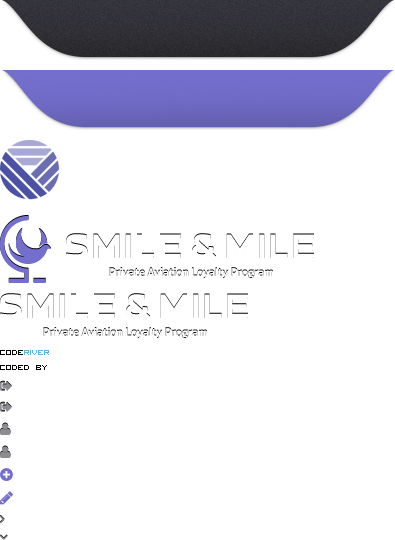 SMILE & MILE
Private Aviation Loyalty Program
SMILE & MILE
Private Aviation Loyalty Program
CODERIVER
CODED BY